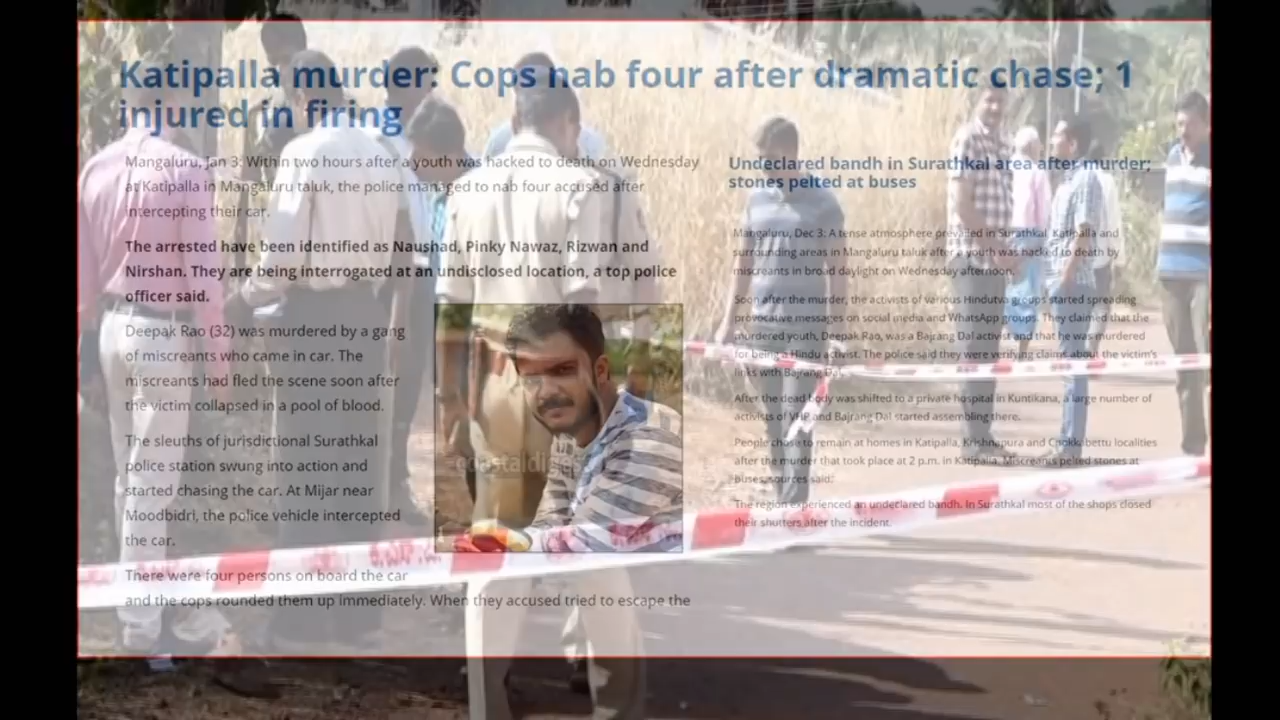 Katipalla murder: Cops nab four after dramatic chase; 1
injured in firing
Mangaluru, Jan 3: Within two hours after a youth was hacked to death on Wednesday
at Katipalla in Mangaluru taluk, the police managed to nab four accused after
intercepting their car.
The arrested have been identified as Naushad, Pinky Nawaz, Rizwan and
Nirshan. They are being interrogated at an undisclosed location, a top police
officer said.
Deepak Rao (32) was murdered by a gang
of miscreants who came in car. The
miscreants had fled the scene soon after
the victim collapsed in a pool of blood.
The sleuths of jurisdictional Surathkal
police station swung into action and
started chasing the car. At Mijar near
Moodbidri, the police vehicle intercepted
the car.
There were four persons on board the car
and the cops rounded them up immediately. When they accused tried to escape the
Undeclared bandh in Surathkal area after murder;
stones pelted at buses
Mangaluru, Dec 3: A tense atmosphere prevailed in Surathkal, Katipalla and
surrounding areas in Mangaluru taluk after a youth was hacked to death by
miscreants in broad daylight on Wednesday afternoon.
Soon after the murder, the activists of various Hindutva groups started spreading
provocative messages on social media and WhatsApp groups. They claimed that the
murdered youth, Deepak Rao, was a Bajrang Dal activist and that he was murdered
for being a Hindu activist. The police said they were verifying claims about the victim's
links with Bajrang Dal.
After the dead body was shifted to a private hospital in Kuntikana, a large number of
activists of VHP and Bajrang Dal started assembling there.
People chose to remain at homes in Katipalla, Krishnapura and Chokkabettu localities
after the murder that took place at 2 p.m. in Katipalla. Miscreants pelted stones at
buses, sources said.
The region experienced an undeclared bandh. In Surathkal most of the shops closed
their shutters after the incident.